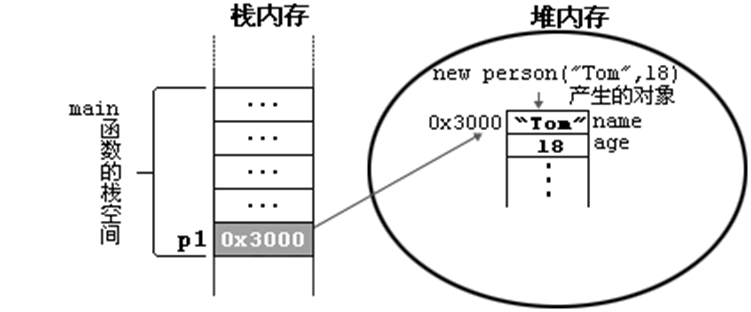 栈内存
堆内存
main
函数的栈空间
...
...
...
...
p1 0x3000
new person("Tom",18)
产生的对象
0x3000 "Tom" name
18 age